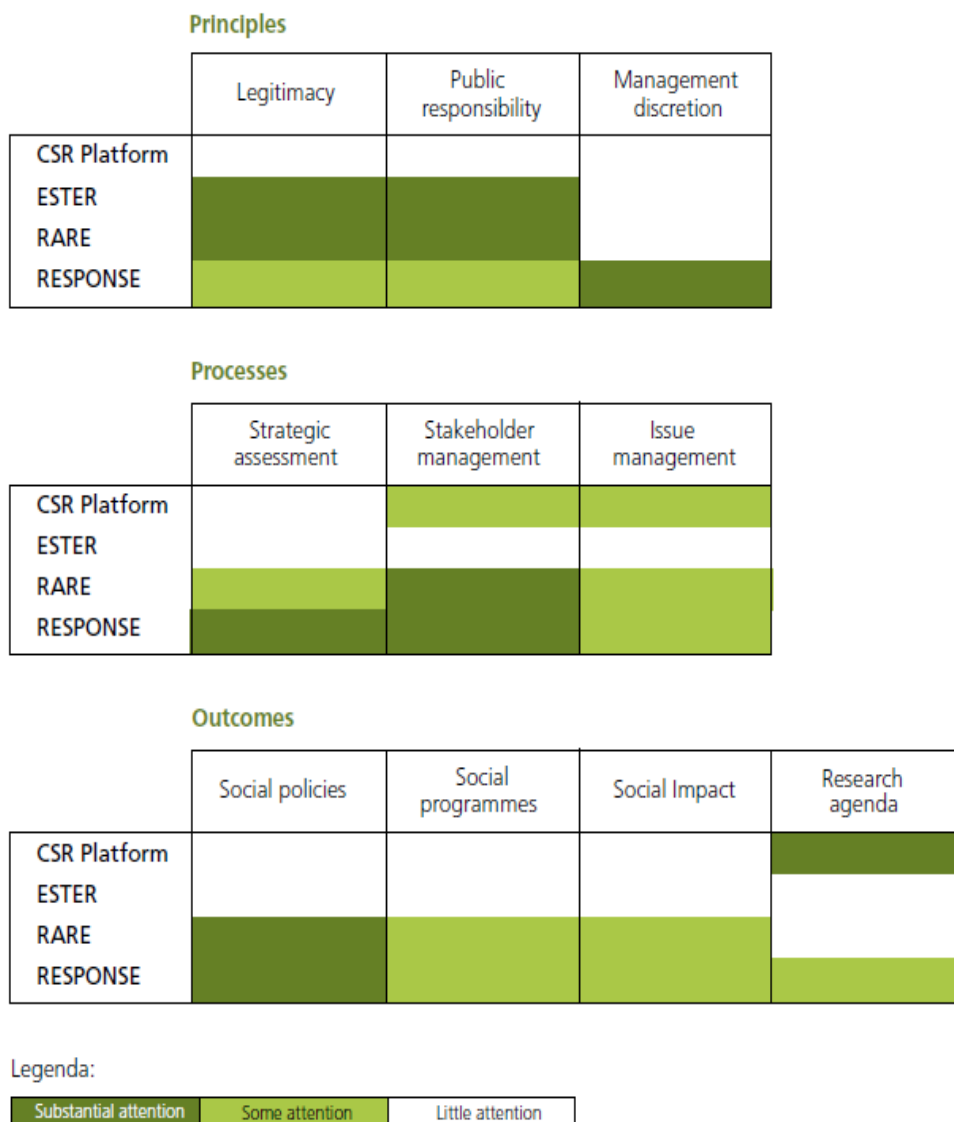 Principles
Legitimacy
Public
responsibility
Management
discretion
CSR Platform
ESTER
RARE
RESPONSE
Processes
Strategic
assessment
Stakeholder
management
Issue
management
CSR Platform
ESTER
RARE
RESPONSE
Outcomes
Social policies
Social
programmes
Social Impact
Research
agenda
CSR Platform
ESTER
RARE
RESPONSE
Legenda:
Substantial attention
Some attention
Little attention